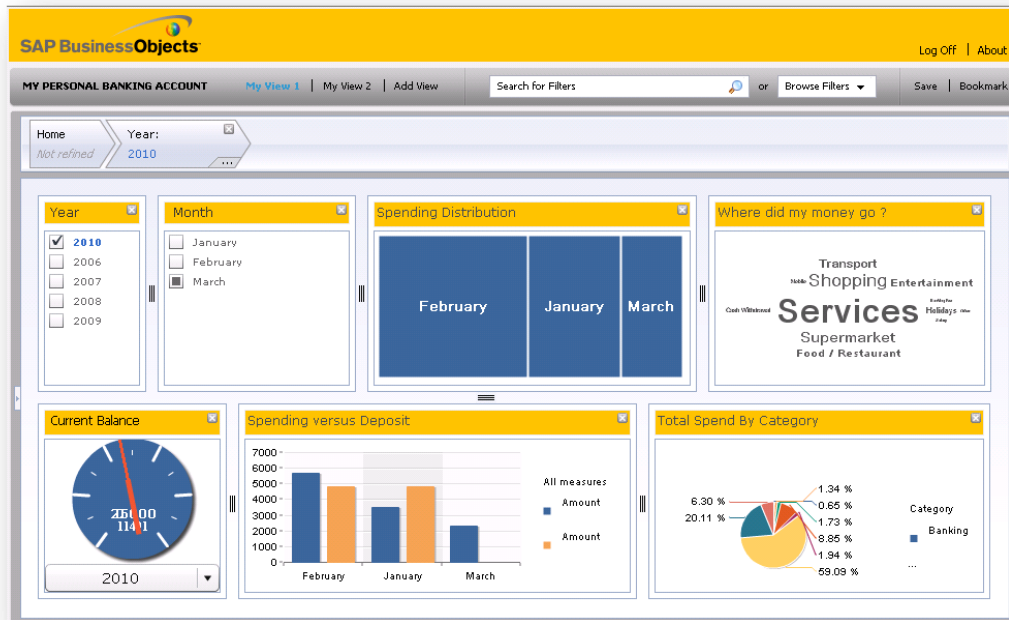 SAP BusinessObjects
Log Off | About
MY PERSONAL BANKING ACCOUNT My View 1 | My View 2 | Add View Search for Filters or Browse Filters Save | Bookmark
Home Year:
Not refined 2010
...
Year
2010
2006
2007
2008
2009
Month
January
February
March
Spending Distribution
February January March
Where did my money go ?
Transport
Mobile Shopping Entertainment
Cash Withdrawal Services Holidays
Supermarket
Food / Restaurant
Current Balance
2010
Spending versus Deposit
7000
6000
5000
4000
3000
2000
1000
0
February January March
All measures
Amount
Amount
Total Spend By Category
6.30 %
20.11 %
1.34 %
0.65 %
1.73 %
8.85 %
1.94 %
59.09 %
Category
Banking
...